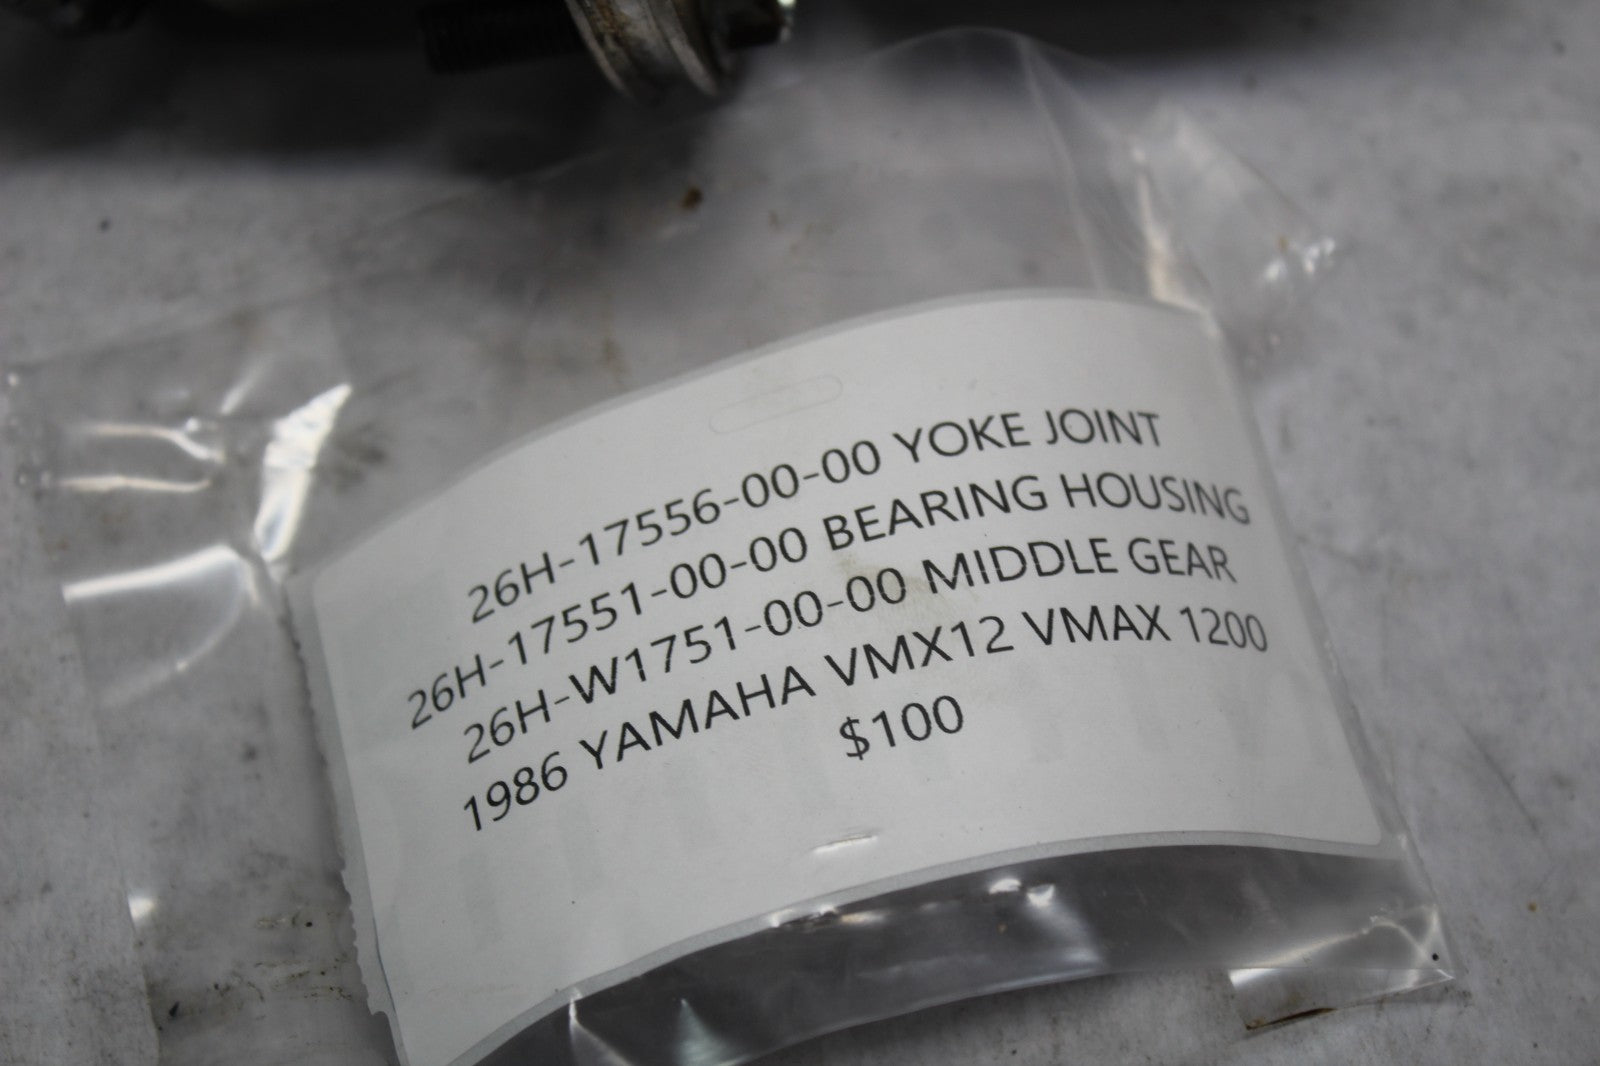 26H-17556-00-00 YOKE JOINT
26H-17551-00-00 BEARING HOUSING
26H-W1751-00-00 MIDDLE GEAR
1986 YAMAHA VMX12 VMAX 1200
$100